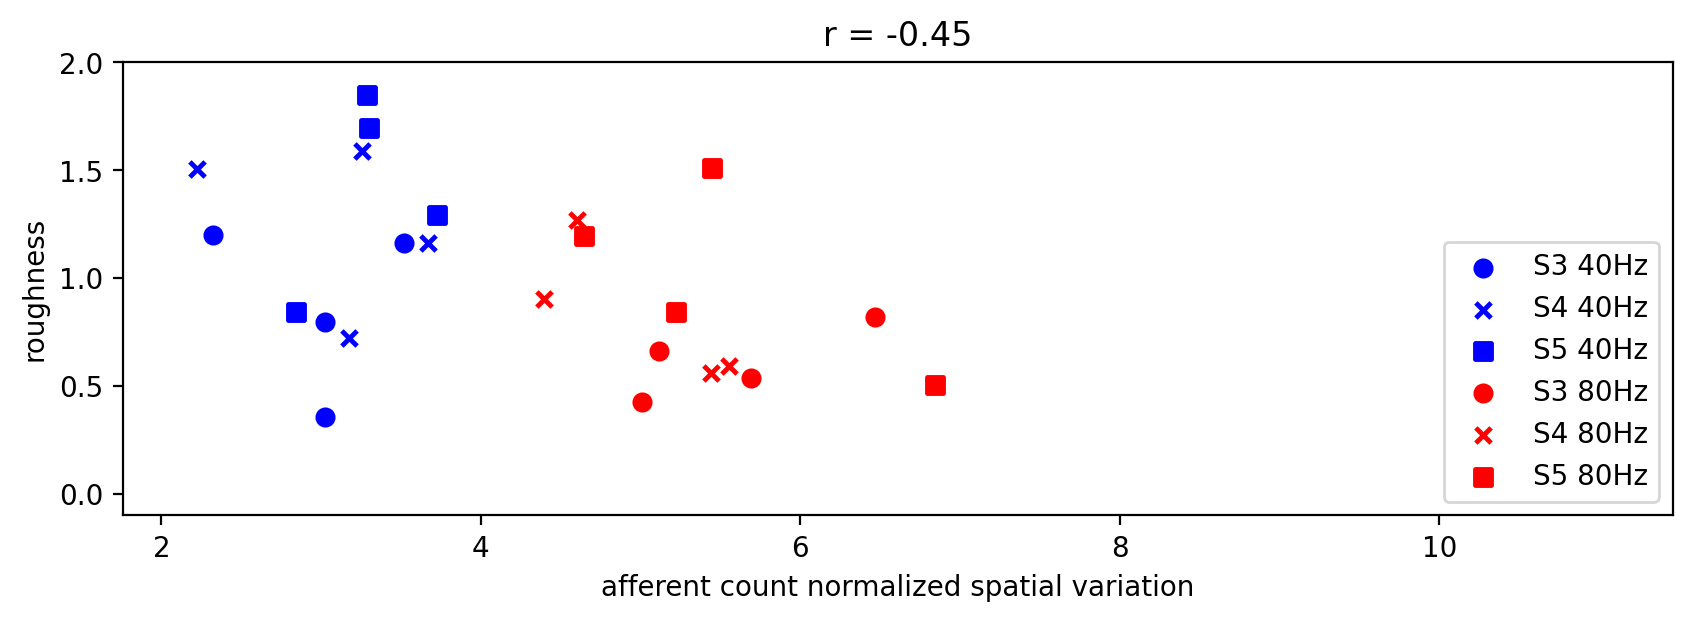 r = -0.45
2.0
1.5
1.0
0.5
0.0
roughness
2 4 6 8 10
afferent count normalized spatial variation
S3 40Hz
S4 40Hz
S5 40Hz
S3 80Hz
S4 80Hz
S5 80Hz